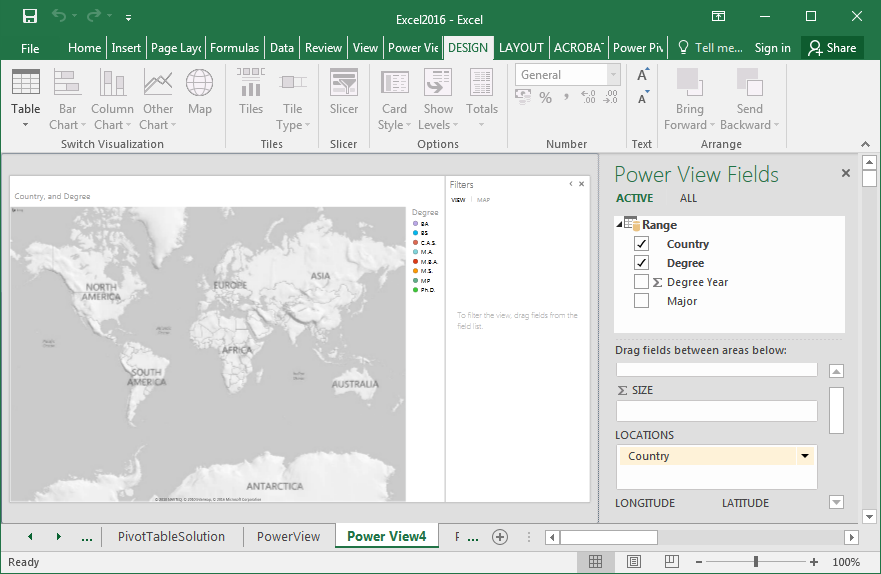 Excel2016 - Excel
File Home Insert Page Layo Formulas Data Review View Power Vie DESIGN LAYOUT ACROBAT Power Piv Tell me... Sign in Share
General
Table Bar Chart Column Chart Other Chart Map Tiles Tile Type Slicer Card Style Show Levels Totals % , .00 .0 A A Bring Forward Send Backward
Switch Visualization Tiles Slicer Options Number Text Arrange
Country, and Degree
Degree
BA
BS
C.A.S.
M.A.
M.B.A.
M.S.
MP
Ph.D.
NORTH AMERICA
EUROPE
ASIA
AFRICA
SOUTH AMERICA
AUSTRALIA
ANTARCTICA
Filters
VIEW MAP
To filter the view, drag fields from the
field list.
Power View Fields
ACTIVE ALL
Range
Country
Degree
Σ Degree Year
Major
Drag fields between areas below:
Σ SIZE
LOCATIONS
Country
LONGITUDE LATITUDE
... PivotTableSolution PowerView Power View4 P ...
Ready 100%